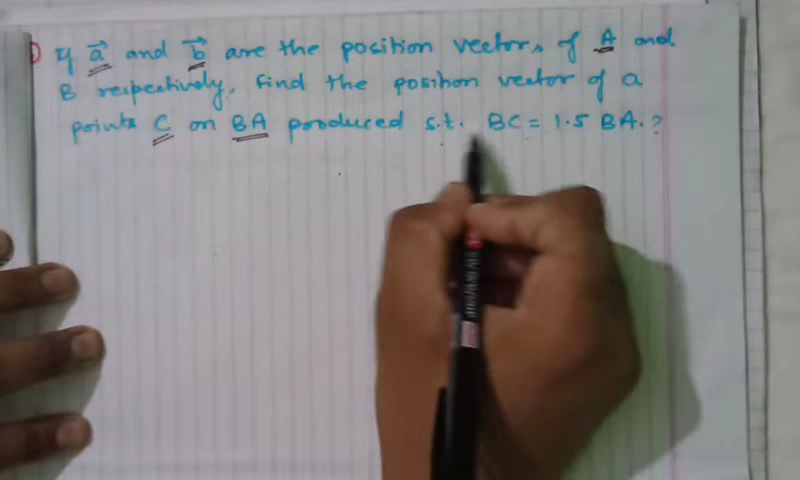 If a⃗ and b⃗ are the position vectors of A and
B respectively, find the position vector of a
points C on BA produced s.t. BC = 1.5 BA.?